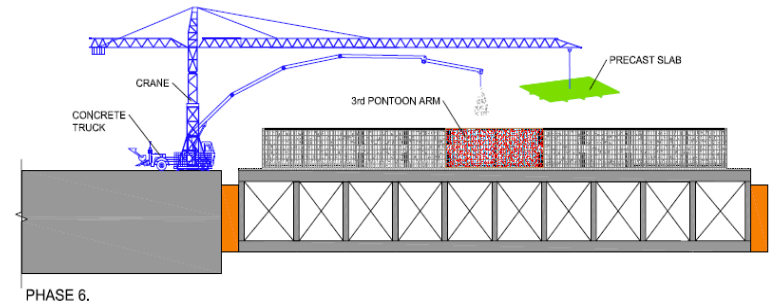 PRECAST SLAB
CRANE
3rd PONTOON ARM
CONCRETE
TRUCK
PHASE 6.